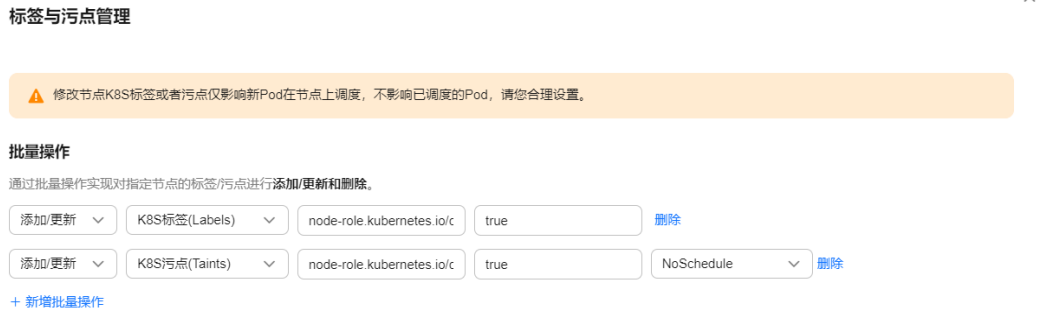 标签与污点管理
修改节点K8S标签或者污点仅影响新Pod在节点上调度，不影响已调度的Pod，请您合理设置。
批量操作
通过批量操作实现对指定节点的标签/污点进行添加/更新和删除。
添加/更新 K8S标签(Labels) node-role.kubernetes.io/c true 删除
添加/更新 K8S污点(Taints) node-role.kubernetes.io/c true NoSchedule 删除
+ 新增批量操作